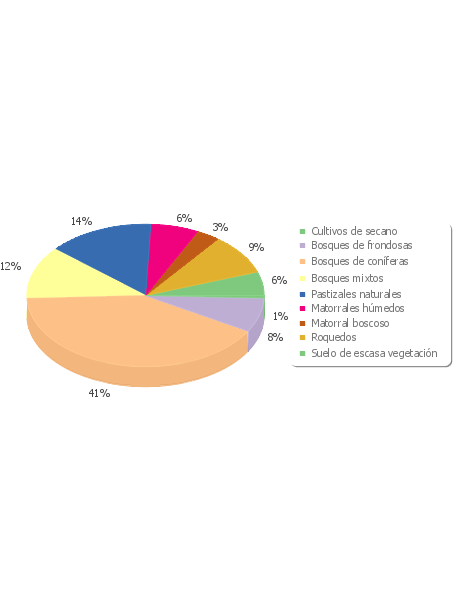 14%
6%
3%
9%
12%
6%
1%
8%
41%
Cultivos de secano
Bosques de frondosas
Bosques de coníferas
Bosques mixtos
Pastizales naturales
Matorrales húmedos
Matorral boscoso
Roquedos
Suelo de escasa vegetación